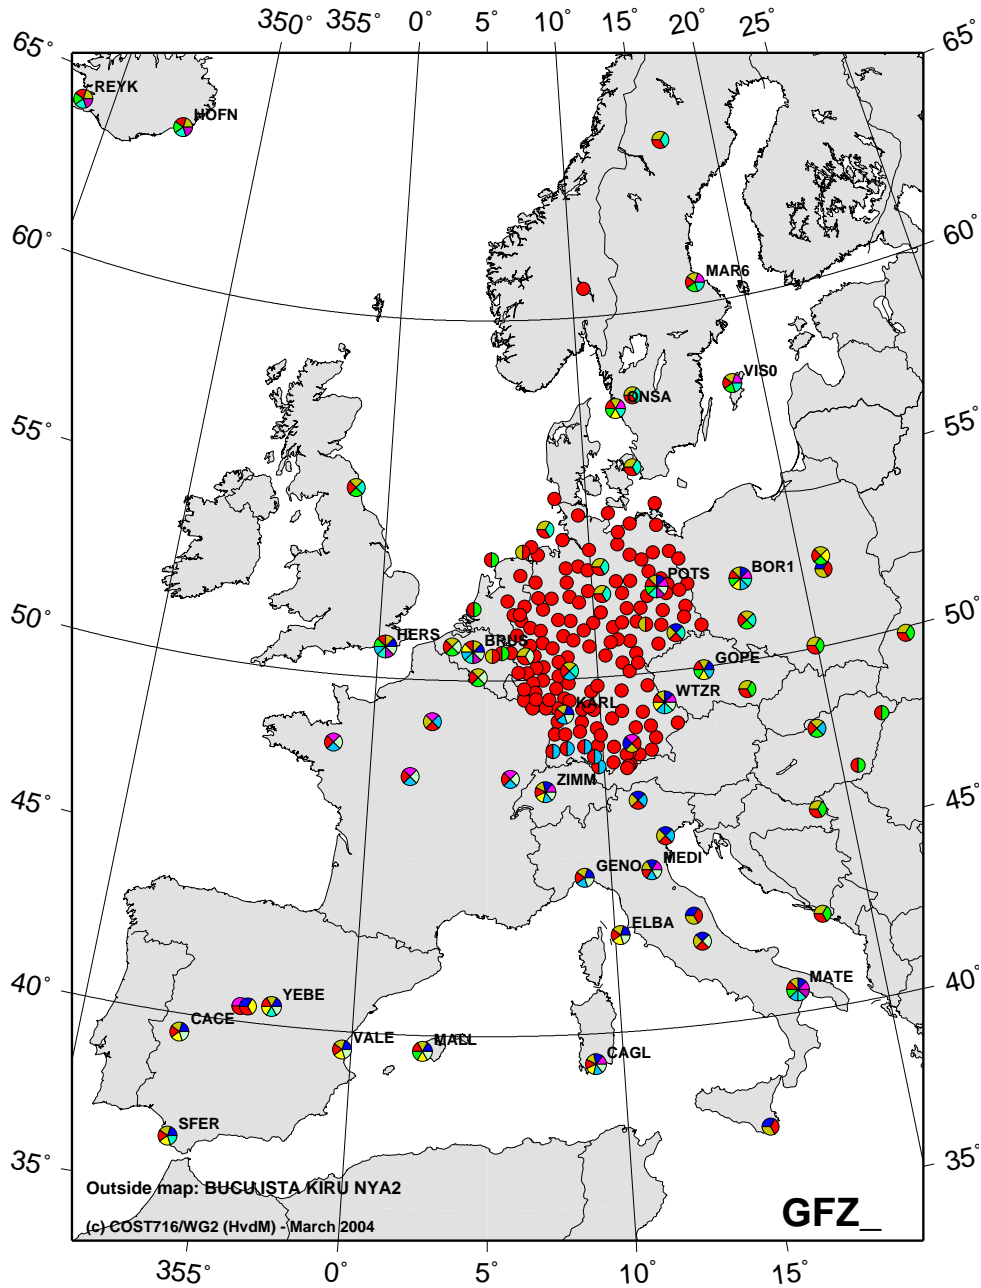 350° 355° 0° 5° 10° 15° 20° 25°
65° 65°
REYK
HOFN
60° 60°
MAR6
VIS0
ONSA
55° 55°
POTS
BOR1
50° 50°
HERS
BRUS
GOPE
WTZR
KARL
ZIMM
45° 45°
GENO
MEDI
ELBA
40° 40°
MATE
YEBE
CACE
VALE
MALL
CAGL
SFER
35° 35°
Outside map: BUCU ISTA KIRU NYA2
GFZ_
(c) COST716/WG2 (HvdM) - March 2004
355° 0° 5° 10° 15°